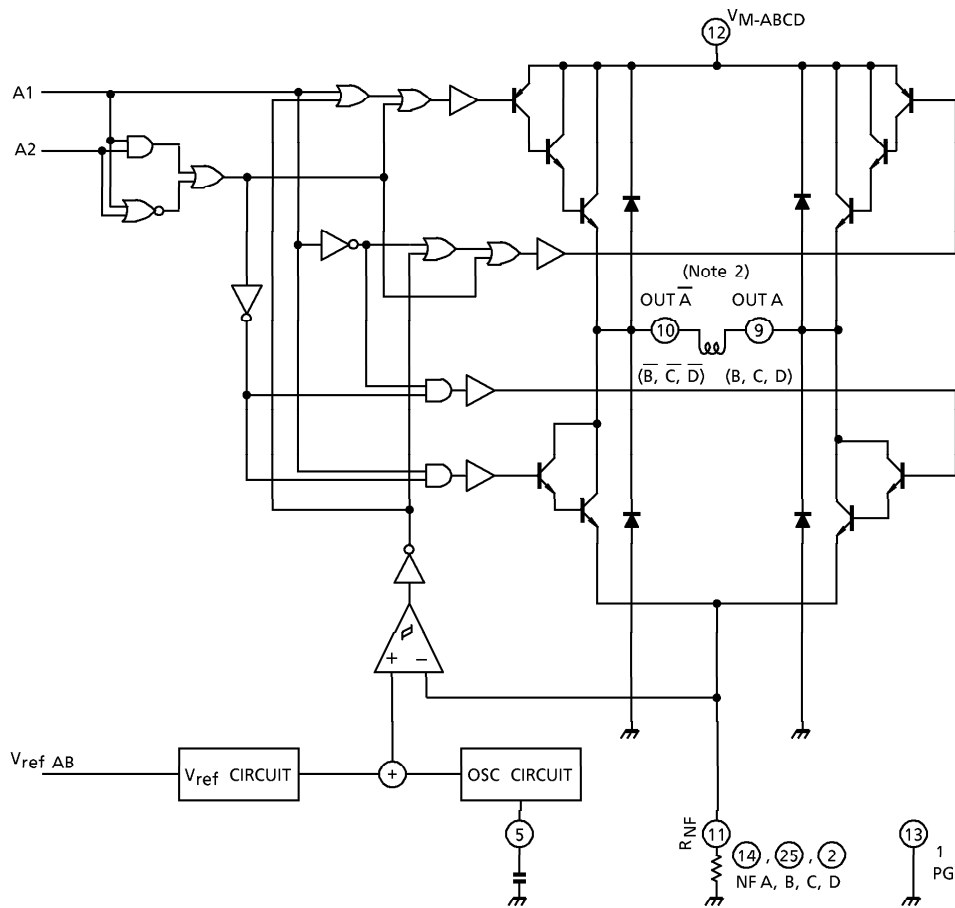 12 VM-ABCD
A1
A2
(Note 2)
OUT A̅ OUT A
10 9
(B̅, C̅, D̅) (B, C, D)
+ −
Vref AB
Vref CIRCUIT
+
OSC CIRCUIT
5
RNF
11
14 , 25 , 2
NF A, B, C, D
13
1
PG